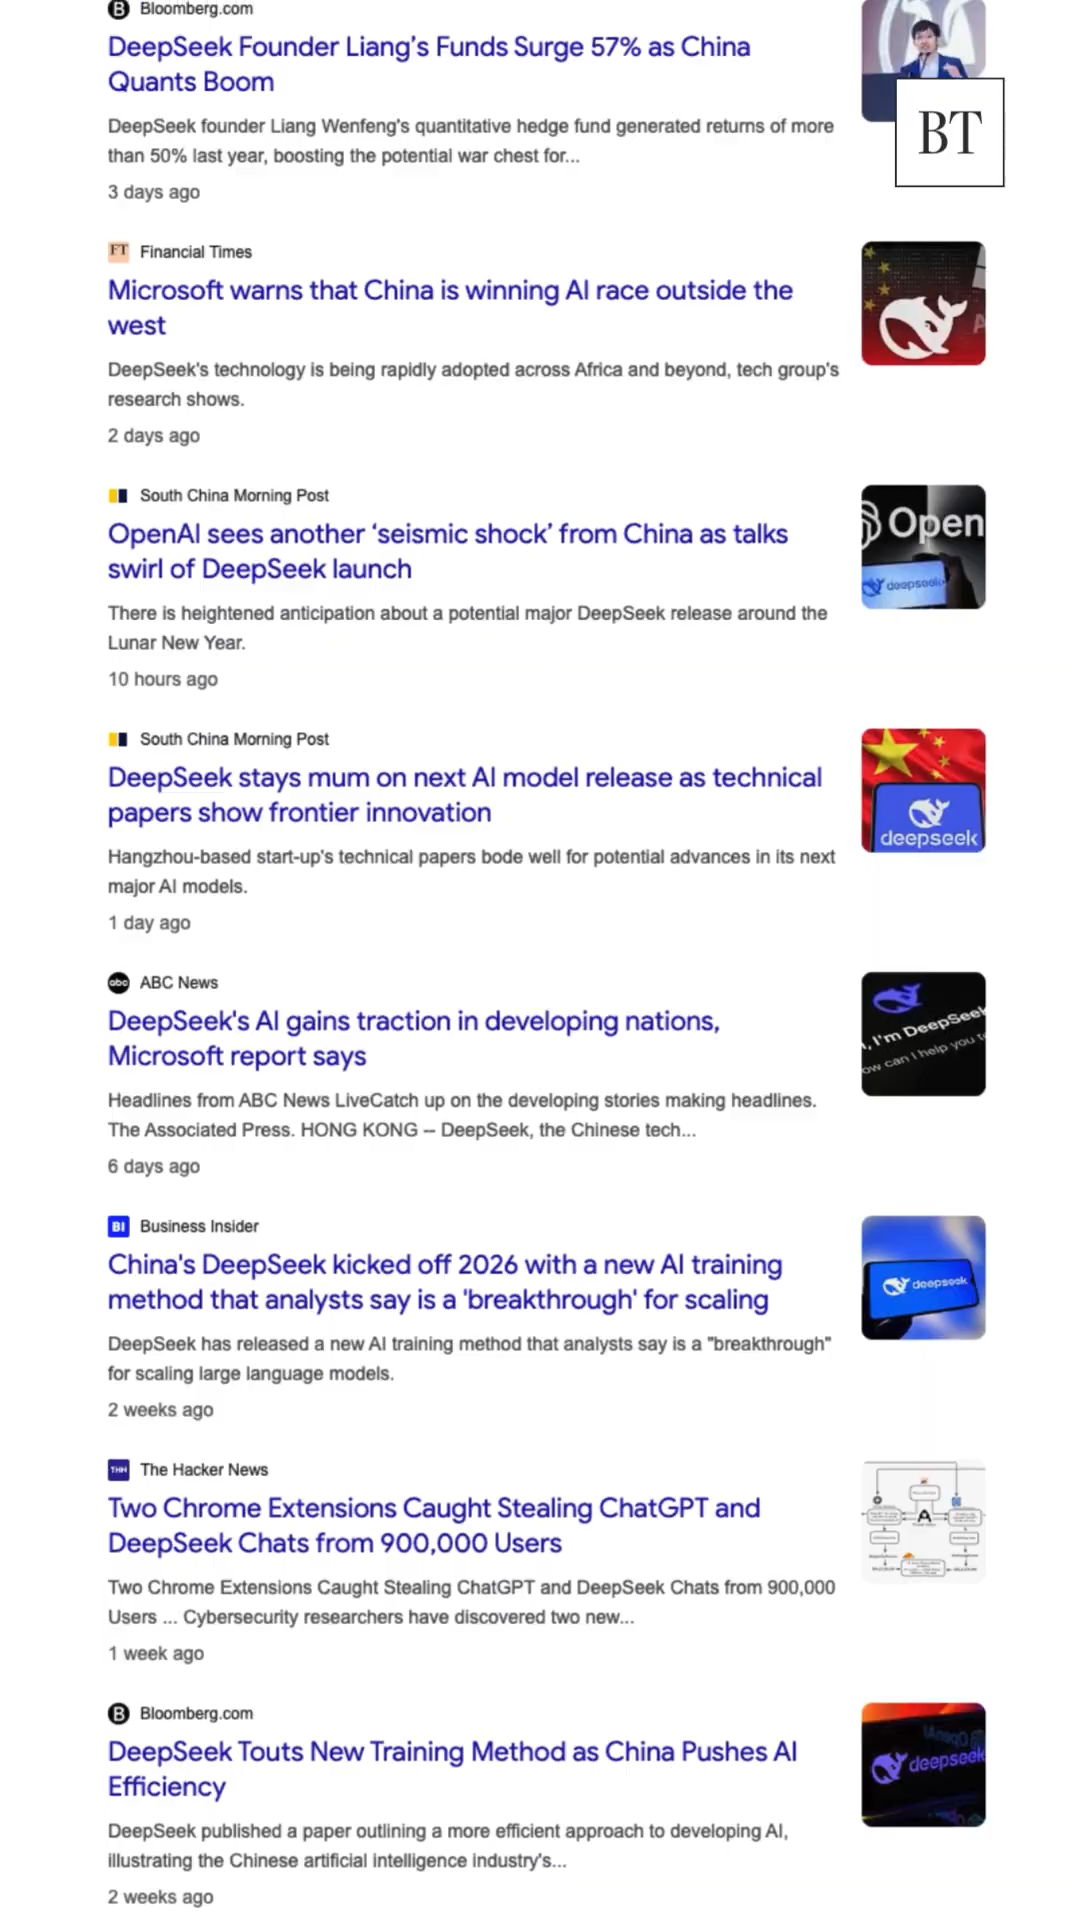 Bloomberg.com
DeepSeek Founder Liang's Funds Surge 57% as China
Quants Boom
DeepSeek founder Liang Wenfeng's quantitative hedge fund generated returns of more
than 50% last year, boosting the potential war chest for...
3 days ago
BT
FT Financial Times
Microsoft warns that China is winning AI race outside the
west
DeepSeek's technology is being rapidly adopted across Africa and beyond, tech group's
research shows.
2 days ago
South China Morning Post
OpenAI sees another ‘seismic shock’ from China as talks
swirl of DeepSeek launch
There is heightened anticipation about a potential major DeepSeek release around the
Lunar New Year.
10 hours ago
Open
deepseek
South China Morning Post
DeepSeek stays mum on next AI model release as technical
papers show frontier innovation
Hangzhou-based start-up's technical papers bode well for potential advances in its next
major AI models.
1 day ago
deepseek
abc ABC News
DeepSeek's AI gains traction in developing nations,
Microsoft report says
Headlines from ABC News LiveCatch up on the developing stories making headlines.
The Associated Press. HONG KONG – DeepSeek, the Chinese tech...
6 days ago
, I'm DeepSeek
ow can I help you t
BI Business Insider
China's DeepSeek kicked off 2026 with a new AI training
method that analysts say is a 'breakthrough' for scaling
DeepSeek has released a new AI training method that analysts say is a "breakthrough"
for scaling large language models.
2 weeks ago
deepseek
THN The Hacker News
Two Chrome Extensions Caught Stealing ChatGPT and
DeepSeek Chats from 900,000 Users
Two Chrome Extensions Caught Stealing ChatGPT and DeepSeek Chats from 900,000
Users ... Cybersecurity researchers have discovered two new...
1 week ago
B Bloomberg.com
DeepSeek Touts New Training Method as China Pushes AI
Efficiency
DeepSeek published a paper outlining a more efficient approach to developing AI,
illustrating the Chinese artificial intelligence industry's...
2 weeks ago
deepseek